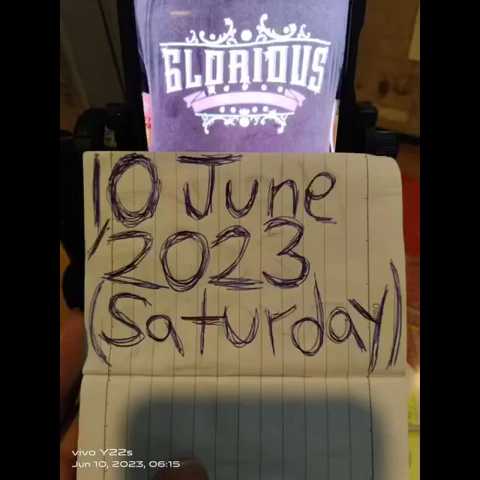 GLORIOUS
10 June
, 2023
(Saturday)
vivo Y22s
Jun 10, 2023, 06:15